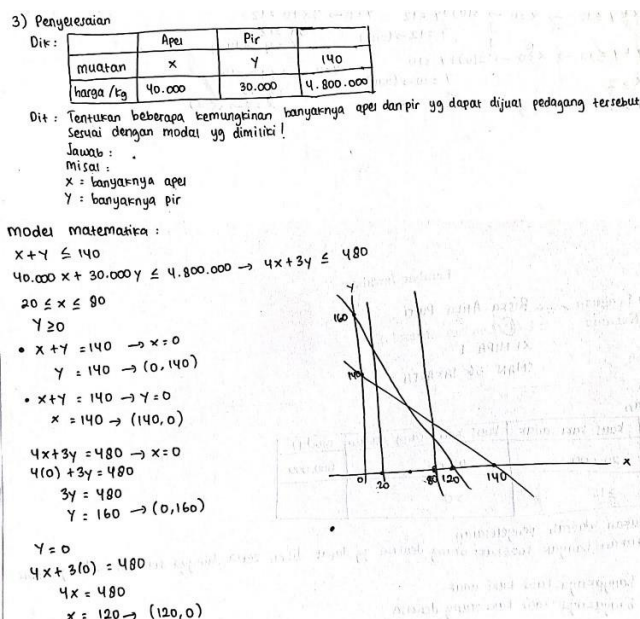 3) Penyelesaian
Dik :
Apel Pir
muatan x y 140
harga /kg 40.000 30.000 4.800.000
Dit : Tentukan beberapa kemungkinan banyaknya apel dan pir yg dapat dijual pedagang tersebut
Sesuai dengan modal yg dimiliki !
Jawab :
misal :
x = banyaknya apel
Y : banyaknya pir
model matematika :
x+y ≤ 140
40.000 x + 30.000 y ≤ 4.800.000 → 4x+3y ≤ 480
20 ≤ x ≤ 80
Y ≥ 0
• x + y = 140 → x = 0
y = 140 → (0,140)
• x+y = 140 → y = 0
x = 140 → (140,0)
4x+3y = 480 → x = 0
4(0) +3y = 480
3y = 480
Y = 160 → (0,160)
Y = 0
4x + 3(0) = 480
4x = 480
x = 120 → (120,0)
Y
160
140
0 20 80 120 140 x